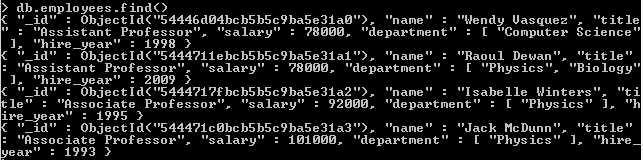 > db.employees.find()
{ "_id" : ObjectId("54446d04bcb5b5c9ba5e31a0"), "name" : "Wendy Vasquez", "title
" : "Assistant Professor", "salary" : 78000, "department" : [ "Computer Science"
 ], "hire_year" : 1998 }
{ "_id" : ObjectId("5444711ebcb5b5c9ba5e31a1"), "name" : "Raoul Dewan", "title"
: "Assistant Professor", "salary" : 78000, "department" : [ "Physics", "Biology"
 ], "hire_year" : 2009 }
{ "_id" : ObjectId("5444717fbcb5b5c9ba5e31a2"), "name" : "Isabelle Winters", "ti
tle" : "Associate Professor", "salary" : 92000, "department" : [ "Physics" ], "h
ire_year" : 1995 }
{ "_id" : ObjectId("544471c0bcb5b5c9ba5e31a3"), "name" : "Jack McDunn", "title"
: "Associate Professor", "salary" : 101000, "department" : [ "Physics" ], "hire_
year" : 1993 }